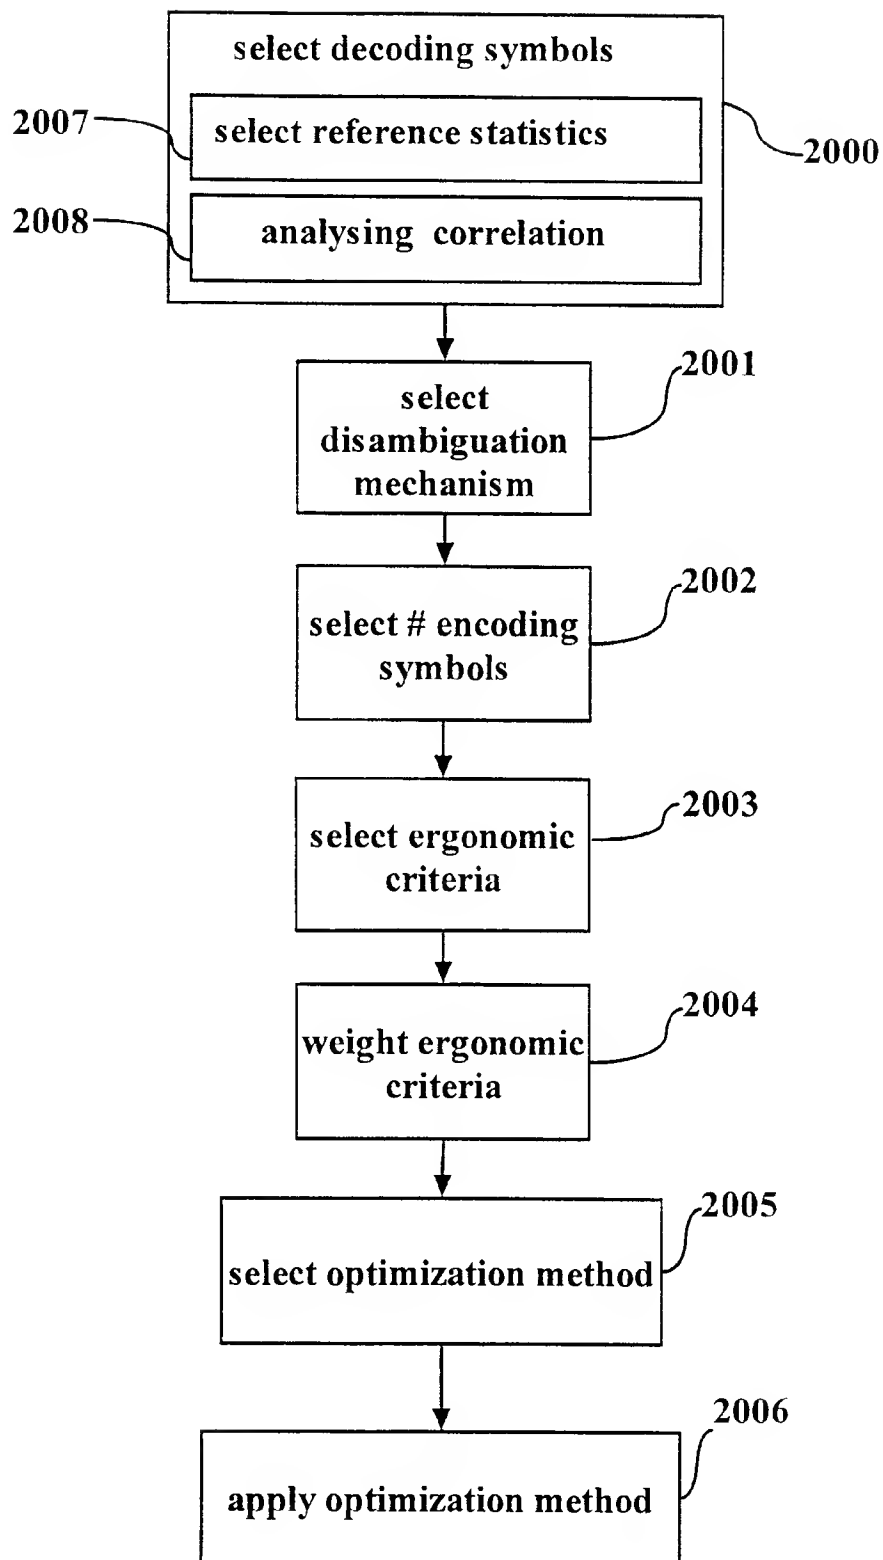 select decoding symbols
2007
select reference statistics
2000
2008
analysing correlation
2001
select
disambiguation
mechanism
2002
select # encoding
symbols
2003
select ergonomic
criteria
2004
weight ergonomic
criteria
2005
select optimization method
2006
apply optimization method